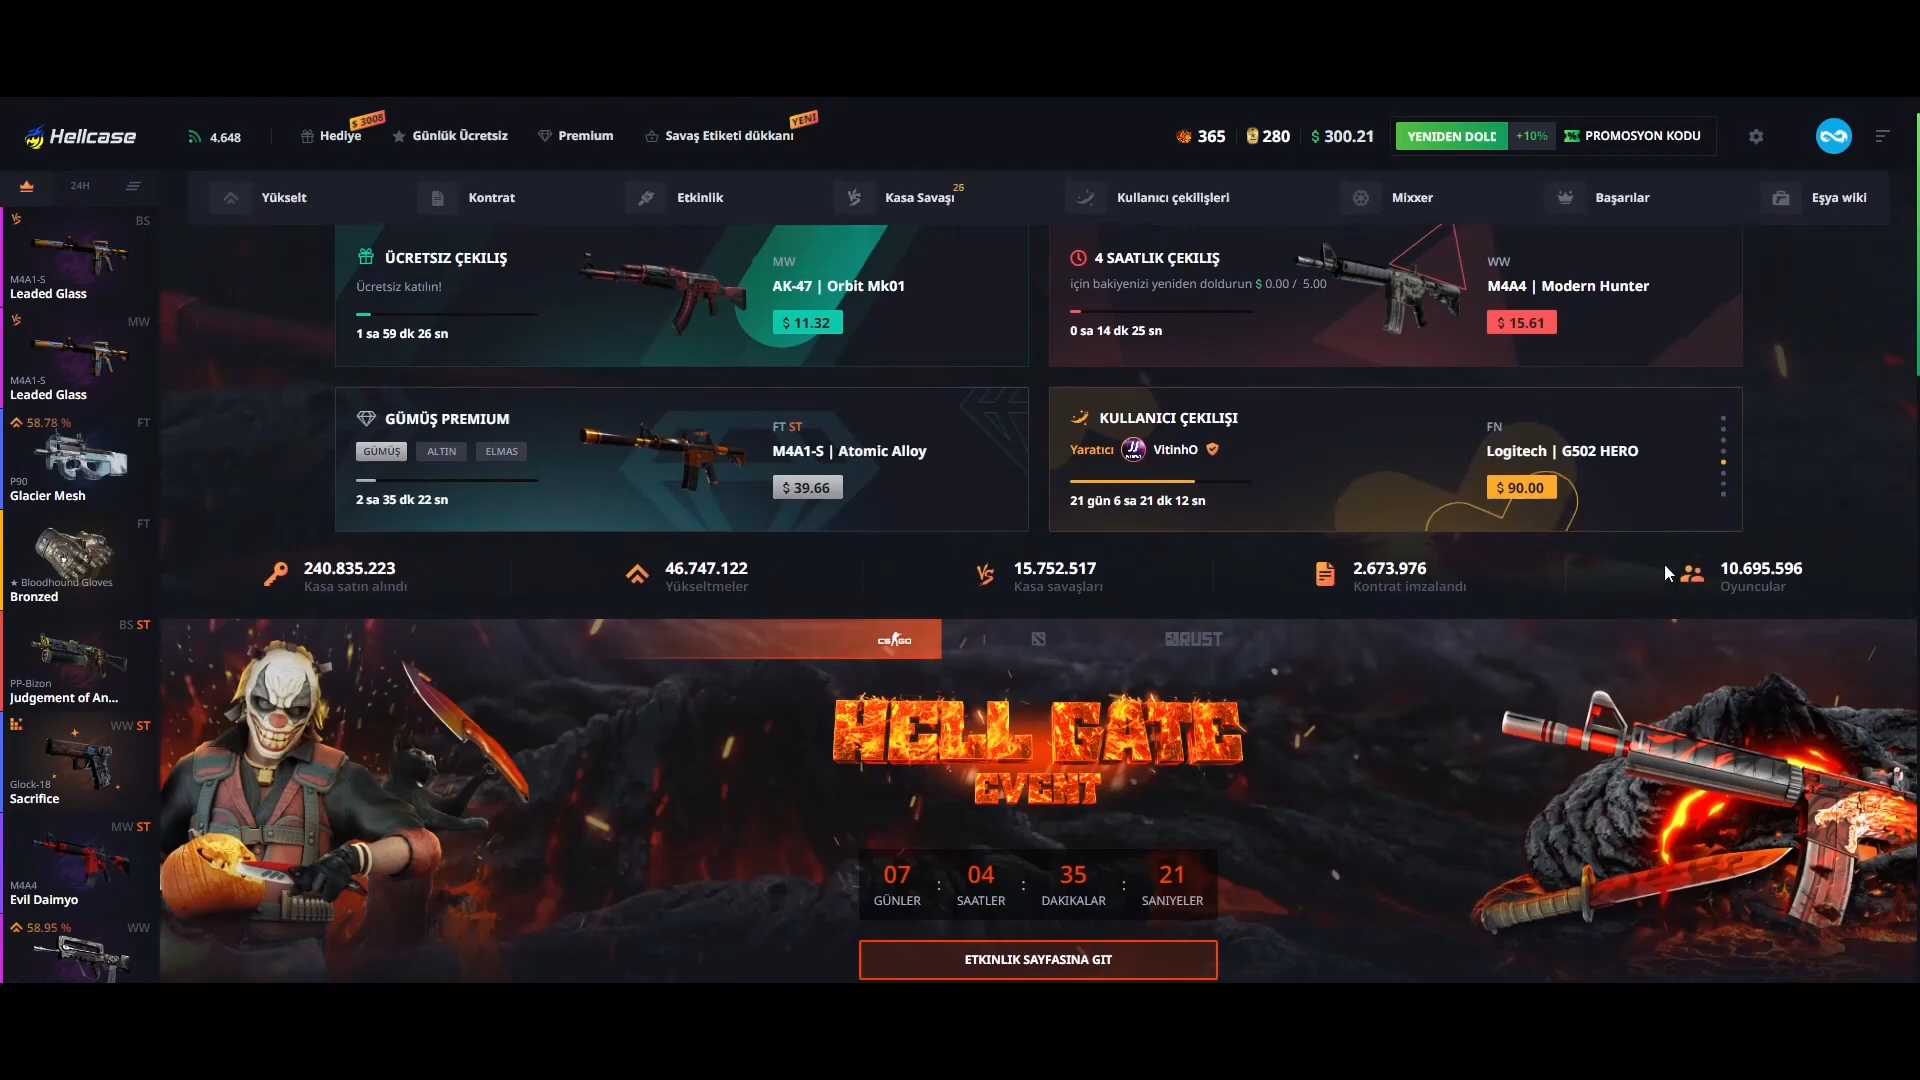 Hellcase
4.648
Hediye
$ 3008
Günlük Ücretsiz
Premium
Savaş Etiketi dükkanı
YENİ
365
280
$ 300.21
YENIDEN DOLD
+10%
PROMOSYON KODU
24H
Yükselt
Kontrat
Etkinlik
Kasa Savaşı
26
Kullanıcı çekilişleri
Mixxer
Başarılar
Eşya wiki
BS
M4A1-S
Leaded Glass
MW
M4A1-S
Leaded Glass
58.78 %
FT
P90
Glacier Mesh
FT
★ Bloodhound Gloves
Bronzed
BS ST
PP-Bizon
Judgement of An...
WW ST
Glock-18
Sacrifice
MW ST
M4A4
Evil Daimyo
58.95 %
WW
ÜCRETSIZ ÇEKILIŞ
Ücretsiz katılın!
1 sa 59 dk 26 sn
MW
AK-47 | Orbit Mk01
$ 11.32
4 SAATLIK ÇEKILIŞ
için bakiyenizi yeniden doldurun $ 0.00 / 5.00
0 sa 14 dk 25 sn
WW
M4A4 | Modern Hunter
$ 15.61
GÜMÜŞ PREMIUM
GÜMÜŞ
ALTIN
ELMAS
2 sa 35 dk 22 sn
FT ST
M4A1-S | Atomic Alloy
$ 39.66
KULLANICI ÇEKILIŞI
Yaratıcı
VitinhO
21 gün 6 sa 21 dk 12 sn
FN
Logitech | G502 HERO
$ 90.00
240.835.223
Kasa satın alındı
46.747.122
Yükseltmeler
15.752.517
Kasa savaşları
2.673.976
Kontrat imzalandı
10.695.596
Oyuncular
CS:GO
RUST
HELL GATE
EVENT
07 : 04 : 35 : 21
GÜNLER SAATLER DAKIKALAR SANIYELER
ETKINLIK SAYFASINA GIT